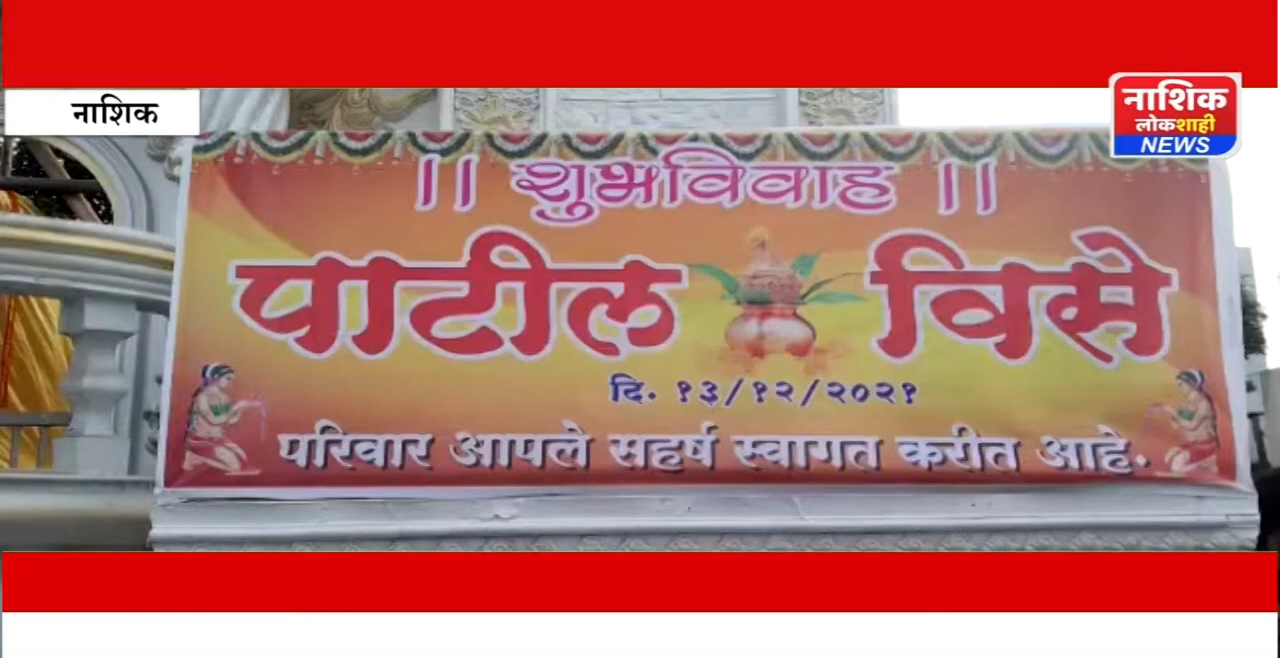 नाशिक
नाशिक
लोकशाही
NEWS
|| शुभविवाह ||
पाटील विसे
दि. १३/१२/२०२१
परिवार आपले सहर्ष स्वागत करीत आहे.